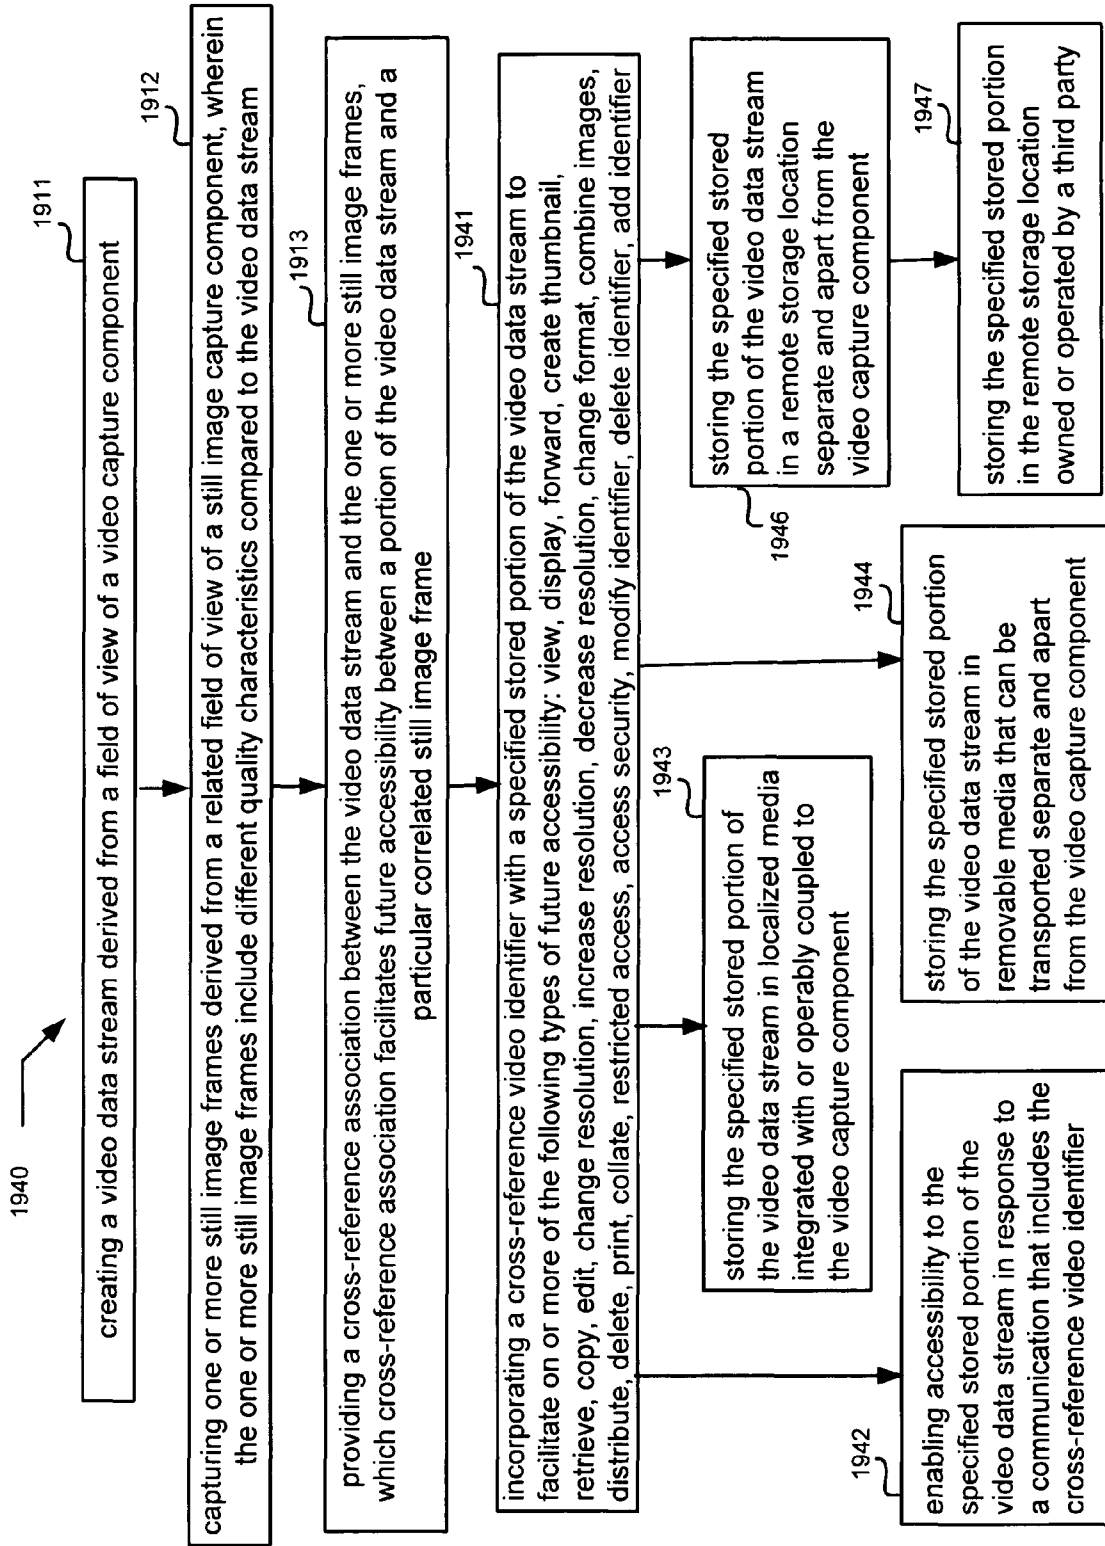 1940
1911
creating a video data stream derived from a field of view of a video capture component
1912
capturing one or more still image frames derived from a related field of view of a still image capture component, wherein
the one or more still image frames include different quality characteristics compared to the video data stream
1913
providing a cross-reference association between the video data stream and the one or more still image frames,
which cross-reference association facilitates future accessibility between a portion of the video data stream and a
particular correlated still image frame
1941
incorporating a cross-reference video identifier with a specified stored portion of the video data stream to
facilitate on or more of the following types of future accessibility: view, display, forward, create thumbnail,
retrieve, copy, edit, change resolution, increase resolution, decrease resolution, change format, combine images,
distribute, delete, print, collate, restricted access, access security, modify identifier, delete identifier, add identifier
1942
enabling accessibility to the
specified stored portion of the
video data stream in response to
a communication that includes the
cross-reference video identifier
1943
storing the specified stored portion of
the video data stream in localized media
integrated with or operably coupled to
the video capture component
1944
storing the specified stored portion
of the video data stream in
removable media that can be
transported separate and apart
from the video capture component
1946
storing the specified stored
portion of the video data stream
in a remote storage location
separate and apart from the
video capture component
1947
storing the specified stored portion
in the remote storage location
owned or operated by a third party